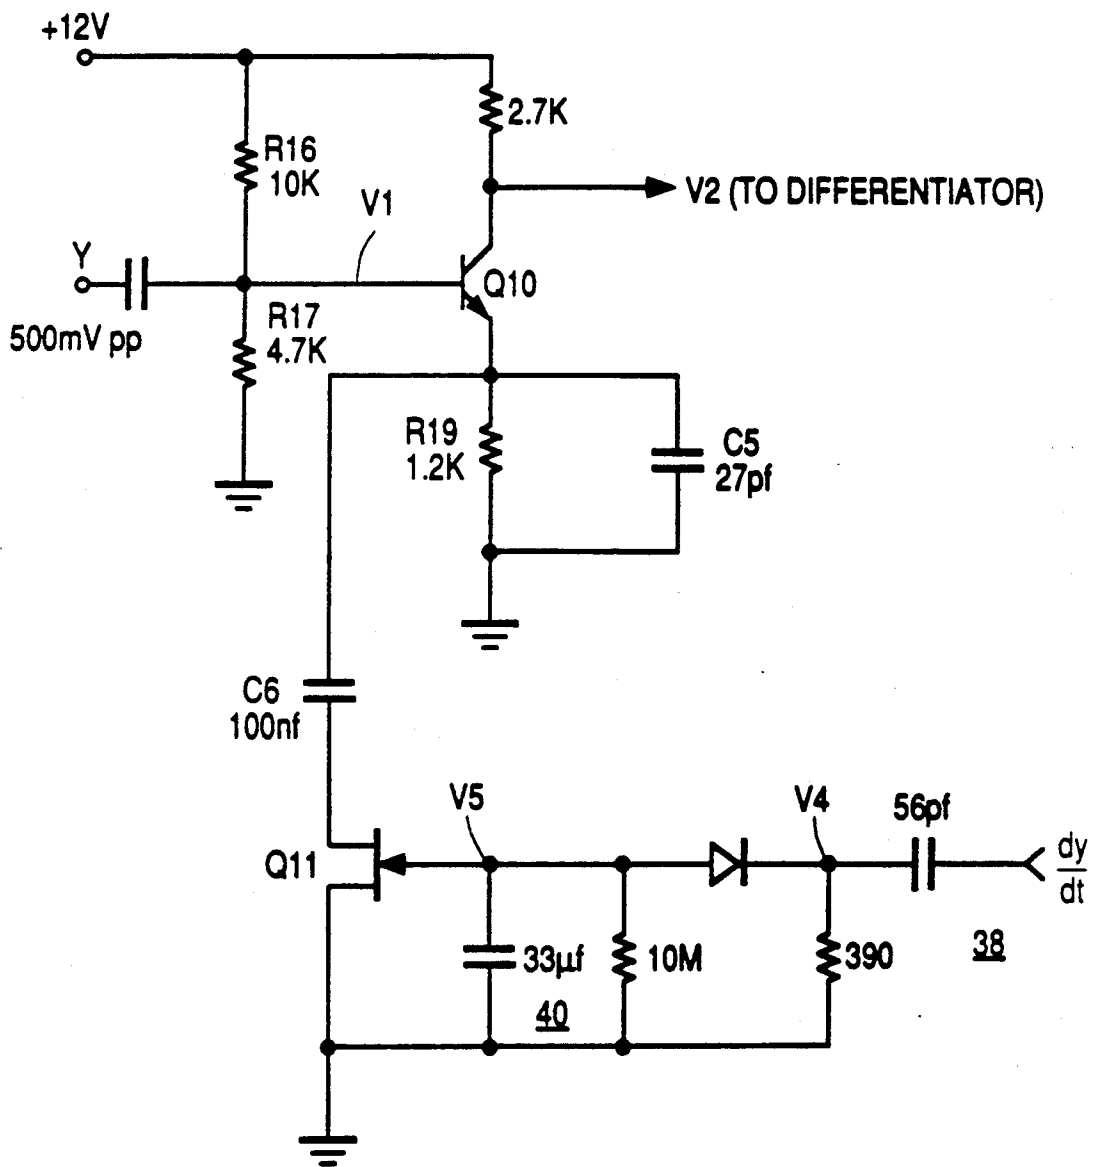 +12V
2.7K
R16
10K
V2 (TO DIFFERENTIATOR)
V1
Y
Q10
500mV pp
R17
4.7K
R19
1.2K
C5
27pf
C6
100nf
V5
V4
56pf
Q11
dy
dt
33µf
10M
390
38
40